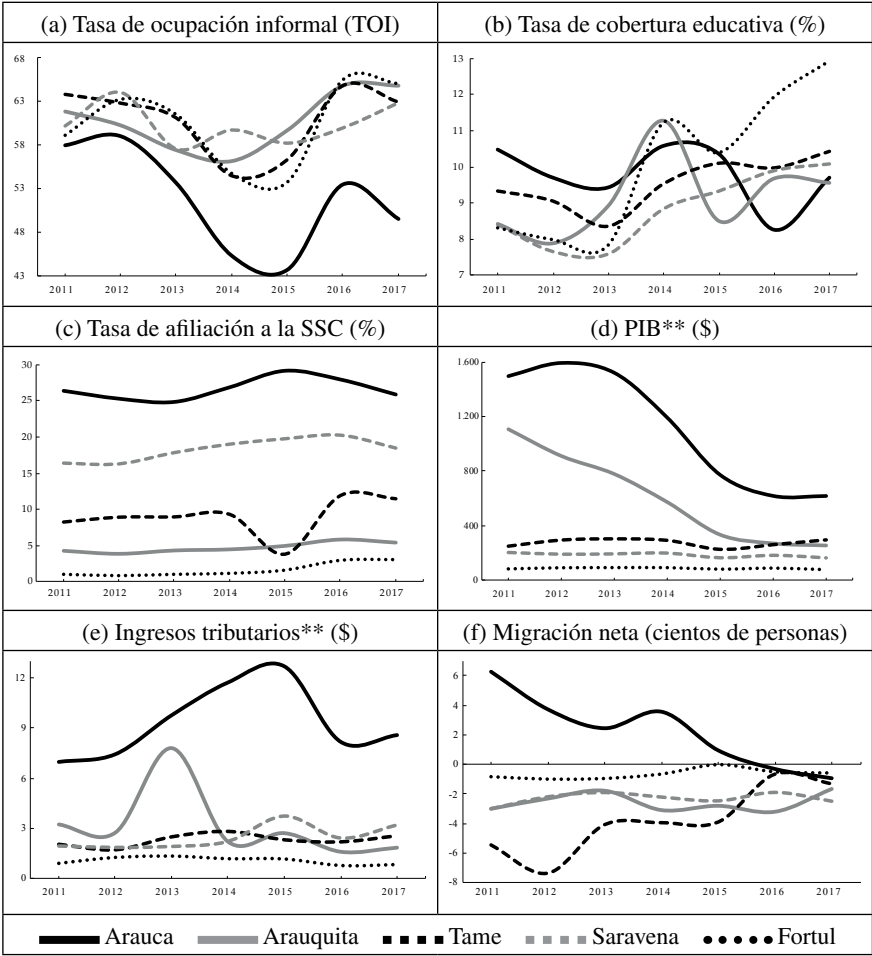 (a) Tasa de ocupación informal (TOI)
(b) Tasa de cobertura educativa (%)
68
63
58
53
48
43
2011 2012 2013 2014 2015 2016 2017
13
12
11
10
9
8
7
2011 2012 2013 2014 2015 2016 2017
(c) Tasa de afiliación a la SSC (%)
(d) PIB** ($)
30
25
20
15
10
5
0
2011 2012 2013 2014 2015 2016 2017
1.600
1.200
800
400
0
2011 2012 2013 2014 2015 2016 2017
(e) Ingresos tributarios** ($)
(f) Migración neta (cientos de personas)
12
9
6
3
0
2011 2012 2013 2014 2015 2016 2017
6
4
2
0
-2
-4
-6
-8
2011 2012 2013 2014 2015 2016 2017
Arauca Arauquita Tame Saravena Fortul